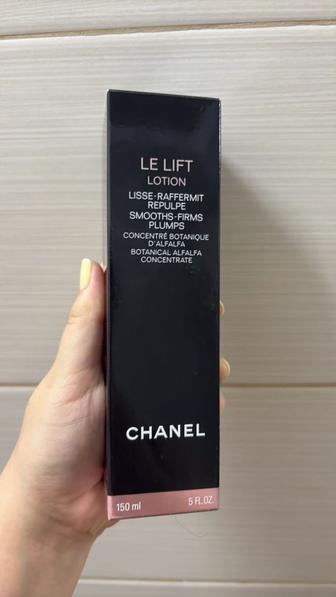 LE LIFT
LOTION
LISSE·RAFFERMIT
REPULPE
SMOOTHS·FIRMS
PLUMPS
CONCENTRÉ BOTANIQUE
D'ALFALFA
BOTANICAL ALFALFA
CONCENTRATE
CHANEL
150 ml 5 FL.OZ.